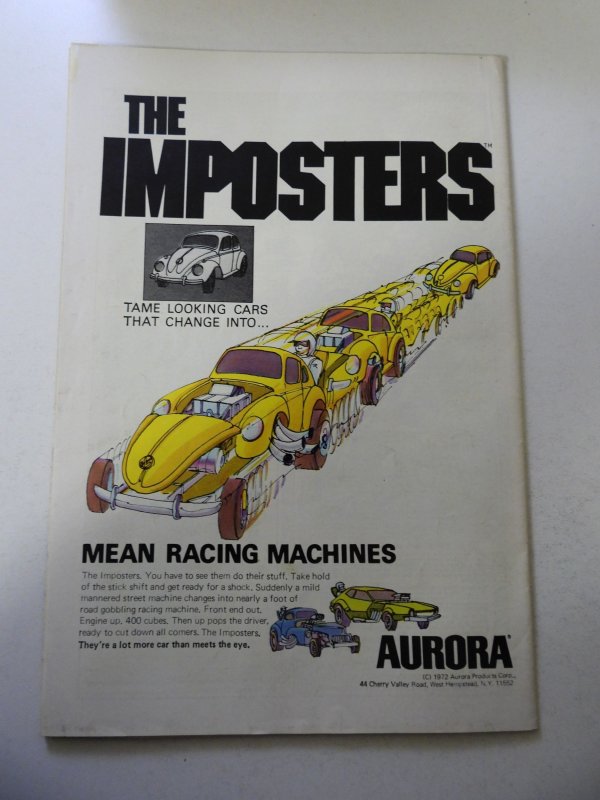 THE
IMPOSTERS™
TAME LOOKING CARS
THAT CHANGE INTO...
MEAN RACING MACHINES
The Imposters. You have to see them do their stuff. Take hold
of the stick shift and get ready for a shock. Suddenly a mild
mannered street machine changes into nearly a foot of
road gobbling racing machine. Front end out.
Engine up, 400 cubes. Then up pops the driver,
ready to cut down all comers. The Imposters.
They're a lot more car than meets the eye.
AURORA®
(C) 1972 Aurora Products Corp.,
44 Cherry Valley Road, West Hempstead, N.Y. 11552